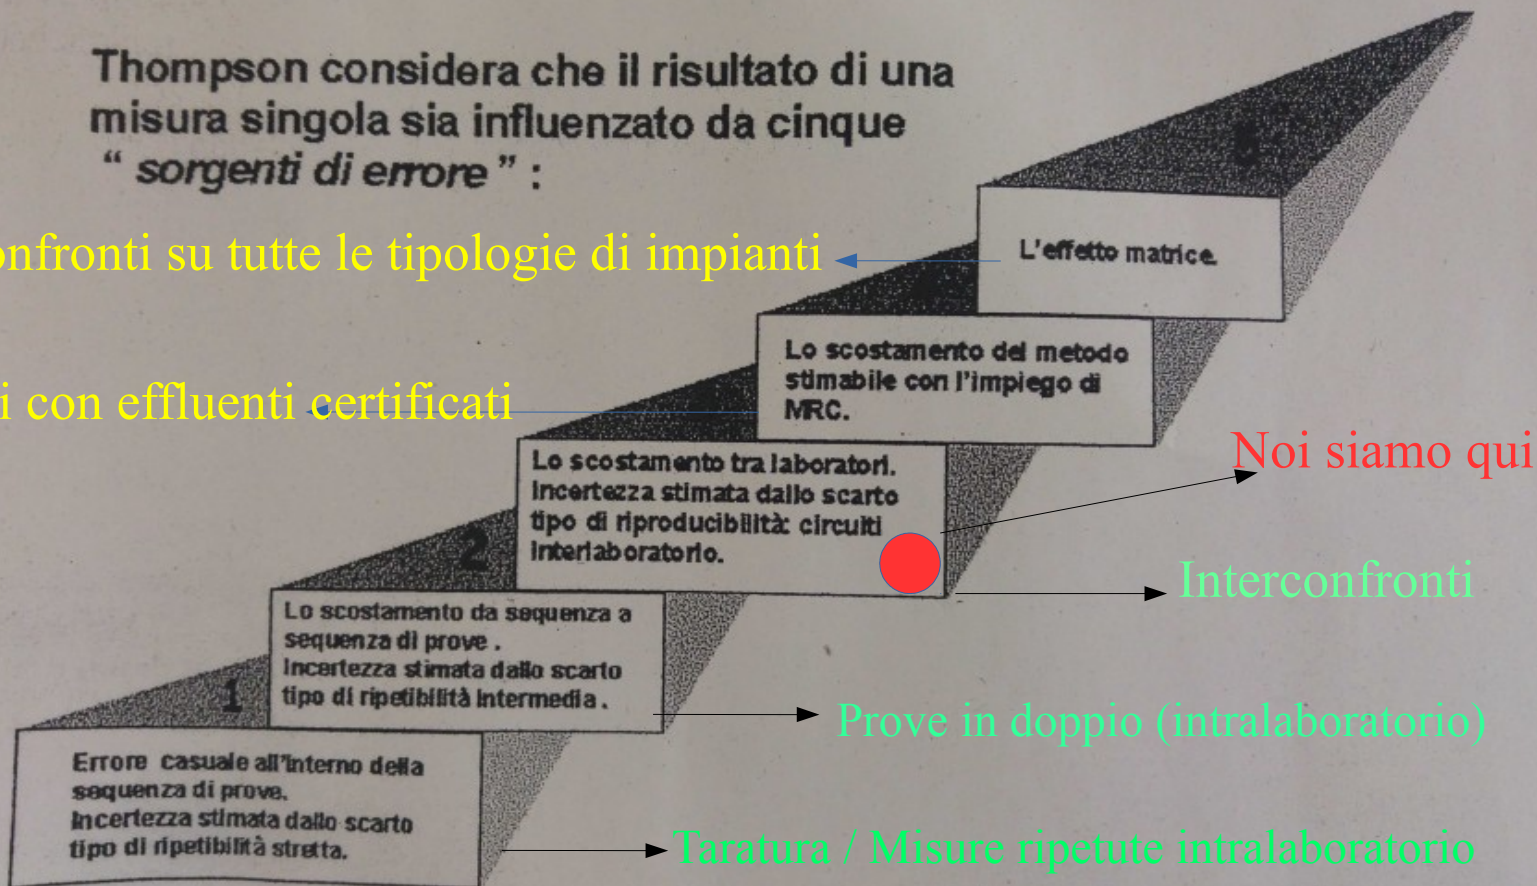 Thompson considera che il risultato di una
misura singola sia influenzato da cinque
“ sorgenti di errore ” :
5
L'effetto matrice.
onfronti su tutte le tipologie di impianti
Lo scostamento del metodo
stimabile con l'impiego di
MRC.
i con effluenti certificati
Lo scostamento tra laboratori.
Incertezza stimata dallo scarto
tipo di riproducibilità: circuiti
interlaboratorio.
Noi siamo qui
Interconfronti
2
Lo scostamento da sequenza a
sequenza di prove .
Incertezza stimata dallo scarto
tipo di ripetibilità intermedia .
Prove in doppio (intralaboratorio)
1
Errore casuale all'interno della
sequenza di prove.
Incertezza stimata dallo scarto
tipo di ripetibilità stretta.
Taratura / Misure ripetute intralaboratorio